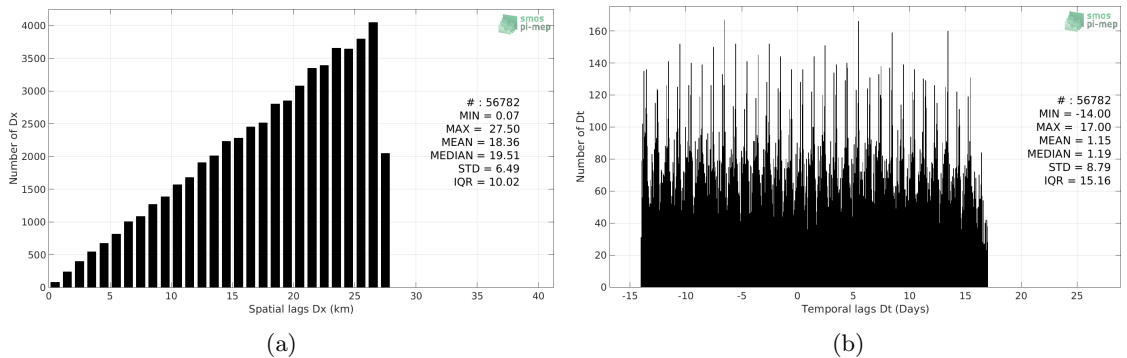 4000
3500
3000
2500
2000
1500
1000
500
0
Number of Dx
0 5 10 15 20 25 30 35 40
Spatial lags Dx (km)
smos
pi-mep
# : 56782
MIN = 0.07
MAX = 27.50
MEAN = 18.36
MEDIAN = 19.51
STD = 6.49
IQR = 10.02
(a)
160
140
120
100
80
60
40
20
0
Number of Dt
-15 -10 -5 0 5 10 15 20 25
Temporal lags Dt (Days)
smos
pi-mep
# : 56782
MIN = -14.00
MAX = 17.00
MEAN = 1.15
MEDIAN = 1.19
STD = 8.79
IQR = 15.16
(b)